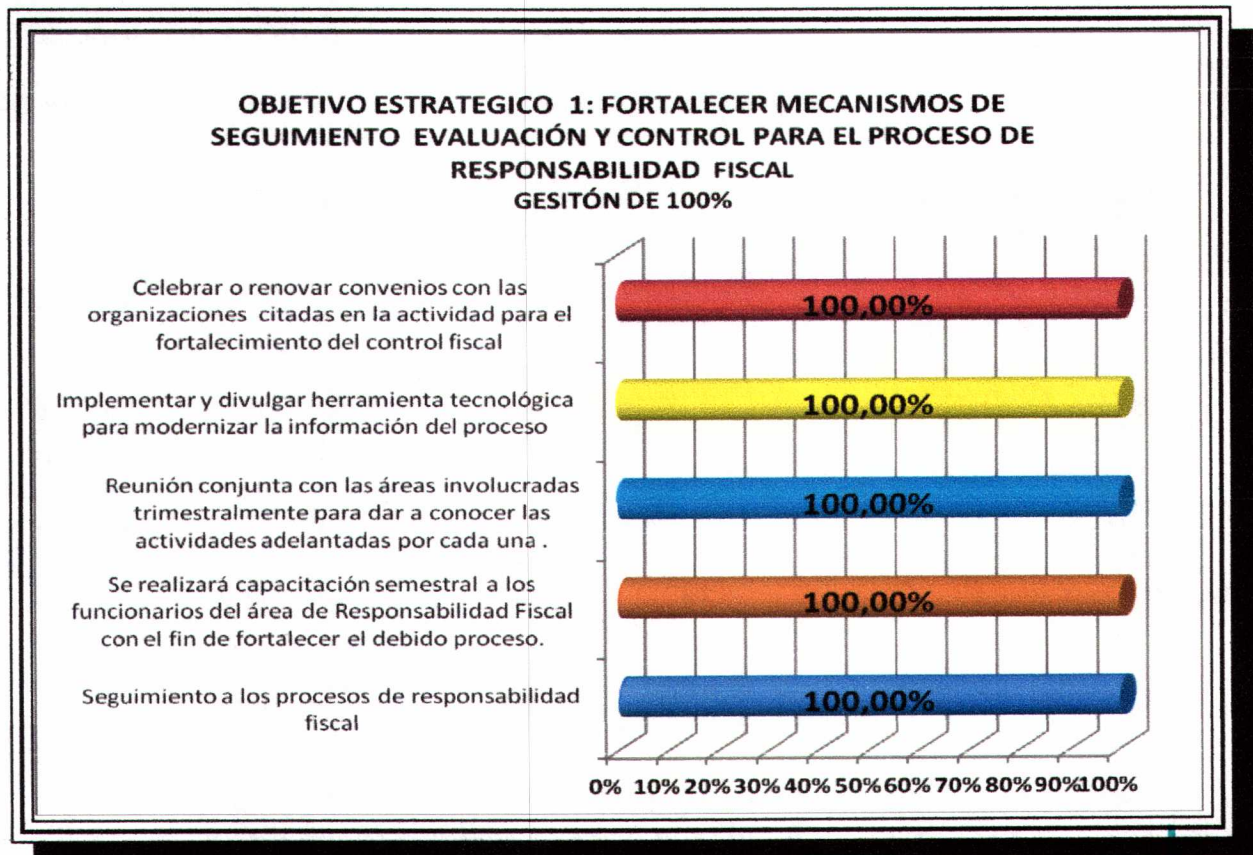 OBJETIVO ESTRATEGICO 1: FORTALECER MECANISMOS DE
SEGUIMIENTO EVALUACIÓN Y CONTROL PARA EL PROCESO DE
RESPONSABILIDAD FISCAL
GESITÓN DE 100%
Celebrar o renovar convenios con las
organizaciones citadas en la actividad para el
fortalecimiento del control fiscal
100,00%
Implementar y divulgar herramienta tecnológica
para modernizar la información del proceso
100,00%
Reunión conjunta con las áreas involucradas
trimestralmente para dar a conocer las
actividades adelantadas por cada una .
100,00%
Se realizará capacitación semestral a los
funcionarios del área de Responsabilidad Fiscal
con el fin de fortalecer el debido proceso.
100,00%
Seguimiento a los procesos de responsabilidad
fiscal
100,00%
0% 10% 20% 30% 40% 50% 60% 70% 80% 90% 100%